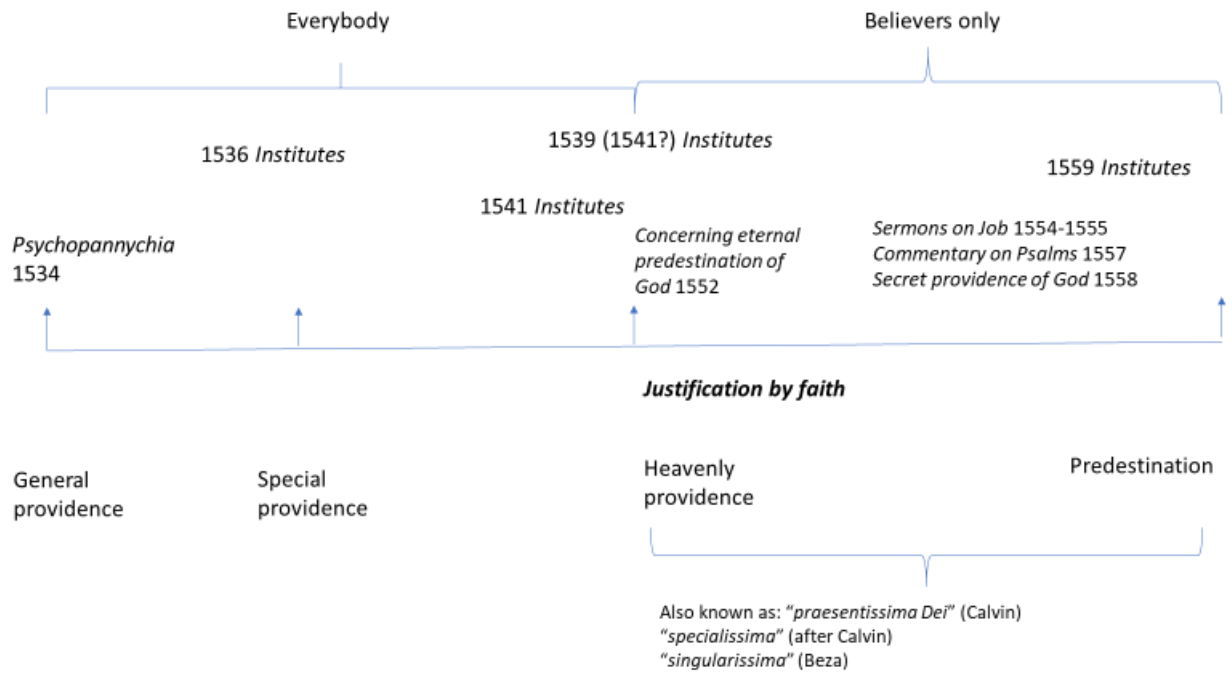 Everybody
Believers only
1536 Institutes
1539 (1541?) Institutes
1559 Institutes
1541 Institutes
Psychopannychia
1534
Concerning eternal
predestination of
God 1552
Sermons on Job 1554-1555
Commentary on Psalms 1557
Secret providence of God 1558
Justification by faith
General
providence
Special
providence
Heavenly
providence
Predestination
Also known as: “praesentissima Dei” (Calvin)
“specialissima” (after Calvin)
“singularissima” (Beza)